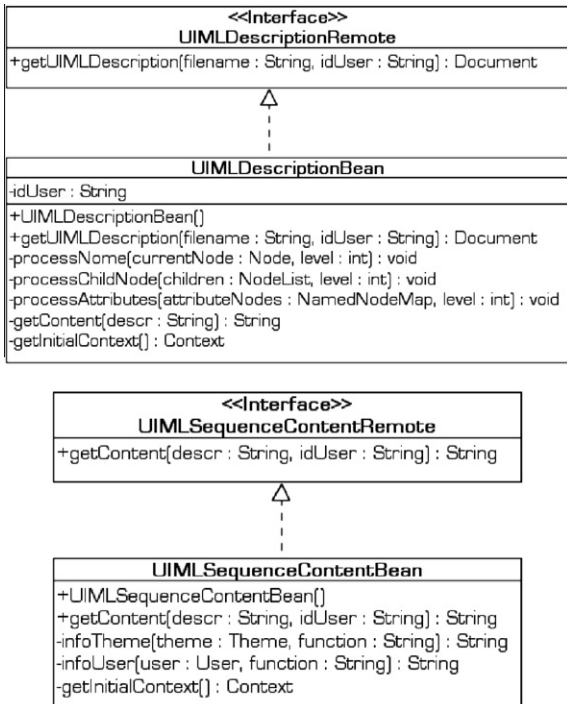 <<Interface>>
UIMLDescriptionRemote
+getUIMLDescription(filename : String, idUser : String) : Document
UIMLDescriptionBean
-idUser : String
+UIMLDescriptionBean()
+getUIMLDescription(filename : String, idUser : String) : Document
-processNome(currentNode : Node, level : int) : void
-processChildNode(children : NodeList, level : int) : void
-processAttributes(attributeNodes : NamedNodeMap, level : int) : void
-getContent(descr : String) : String
-getInitialContext() : Context
<<Interface>>
UIMLSequenceContentRemote
+getContent(descr : String, idUser : String) : String
UIMLSequenceContentBean
+UIMLSequenceContentBean()
+getContent(descr : String, idUser : String) : String
-infoTheme(theme : Theme, function : String) : String
-infoUser(user : User, function : String) : String
-getInitialContext() : Context